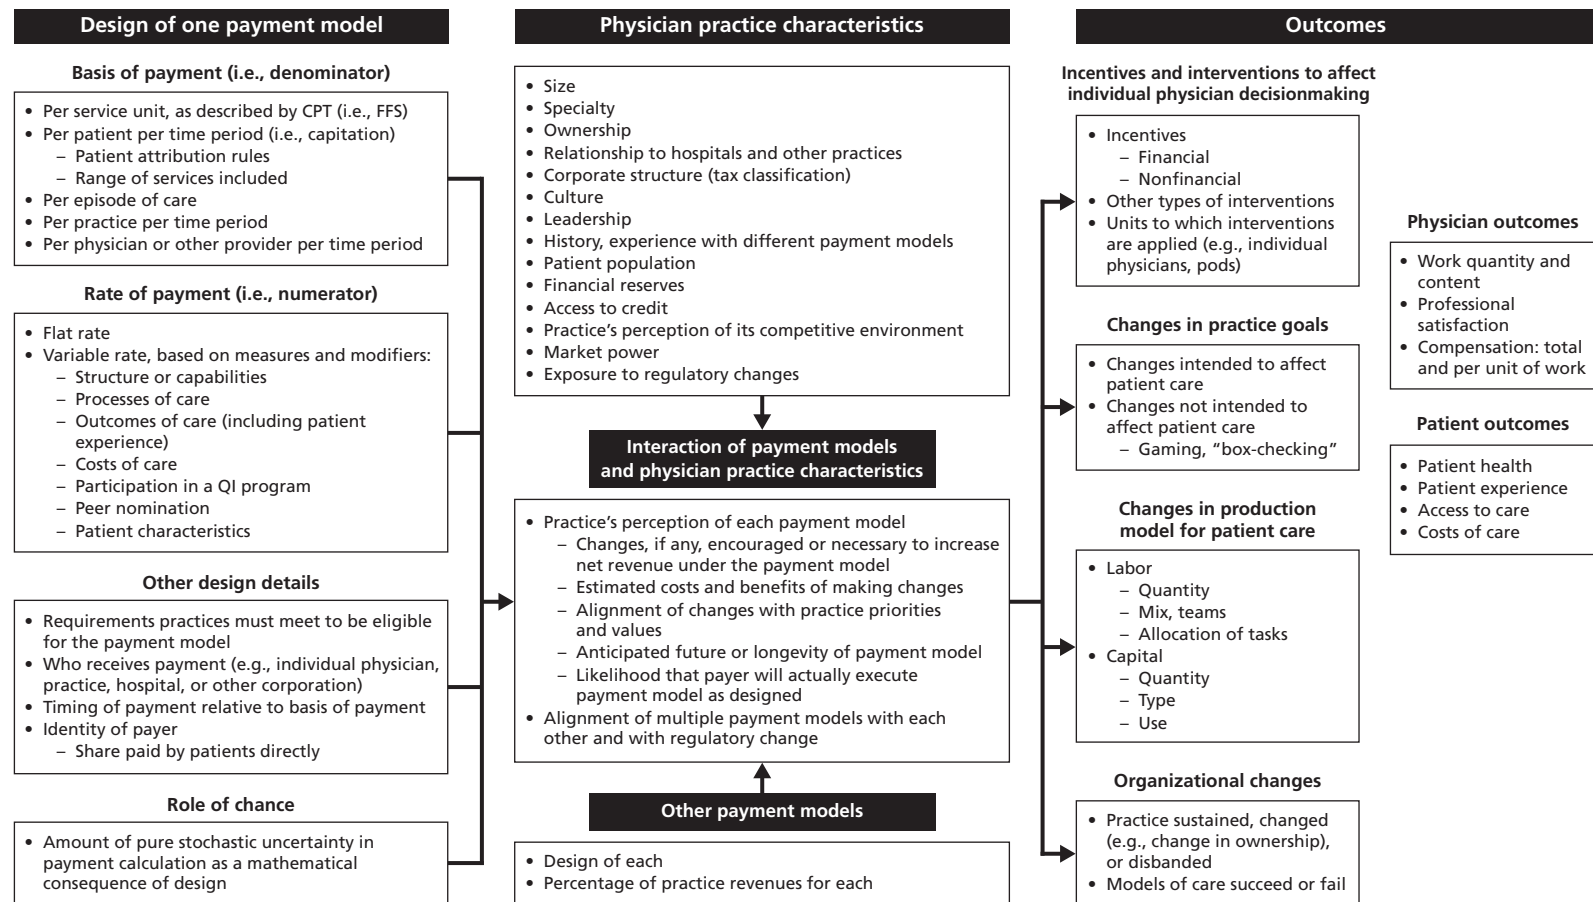 Design of one payment model
Basis of payment (i.e., denominator)
• Per service unit, as described by CPT (i.e., FFS)
• Per patient per time period (i.e., capitation)
– Patient attribution rules
– Range of services included
• Per episode of care
• Per practice per time period
• Per physician or other provider per time period
Rate of payment (i.e., numerator)
• Flat rate
• Variable rate, based on measures and modifiers:
– Structure or capabilities
– Processes of care
– Outcomes of care (including patient
experience)
– Costs of care
– Participation in a QI program
– Peer nomination
– Patient characteristics
Other design details
• Requirements practices must meet to be eligible
for the payment model
• Who receives payment (e.g., individual physician,
practice, hospital, or other corporation)
• Timing of payment relative to basis of payment
• Identity of payer
– Share paid by patients directly
Role of chance
• Amount of pure stochastic uncertainty in
payment calculation as a mathematical
consequence of design
Physician practice characteristics
• Size
• Specialty
• Ownership
• Relationship to hospitals and other practices
• Corporate structure (tax classification)
• Culture
• Leadership
• History, experience with different payment models
• Patient population
• Financial reserves
• Access to credit
• Practice’s perception of its competitive environment
• Market power
• Exposure to regulatory changes
Interaction of payment models
and physician practice characteristics
• Practice’s perception of each payment model
– Changes, if any, encouraged or necessary to increase
net revenue under the payment model
– Estimated costs and benefits of making changes
– Alignment of changes with practice priorities
and values
– Anticipated future or longevity of payment model
– Likelihood that payer will actually execute
payment model as designed
• Alignment of multiple payment models with each
other and with regulatory change
Other payment models
• Design of each
• Percentage of practice revenues for each
Outcomes
Incentives and interventions to affect
individual physician decisionmaking
• Incentives
– Financial
– Nonfinancial
• Other types of interventions
• Units to which interventions
are applied (e.g., individual
physicians, pods)
Changes in practice goals
• Changes intended to affect
patient care
• Changes not intended to
affect patient care
– Gaming, “box-checking”
Changes in production
model for patient care
• Labor
– Quantity
– Mix, teams
– Allocation of tasks
• Capital
– Quantity
– Type
– Use
Organizational changes
• Practice sustained, changed
(e.g., change in ownership),
or disbanded
• Models of care succeed or fail
Physician outcomes
• Work quantity and
content
• Professional
satisfaction
• Compensation: total
and per unit of work
Patient outcomes
• Patient health
• Patient experience
• Access to care
• Costs of care